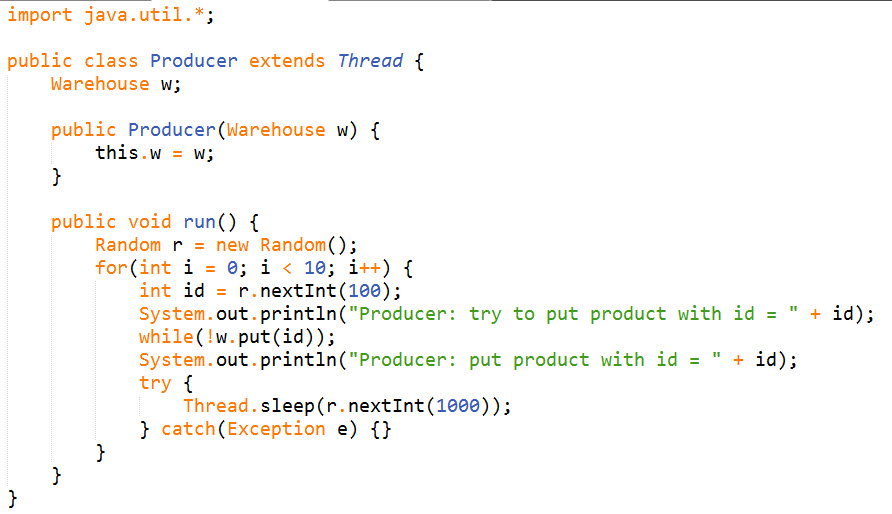 import java.util.*;
public class Producer extends Thread {
Warehouse w;
public Producer(Warehouse w) {
this.w = w;
}
public void run() {
Random r = new Random();
for(int i = 0; i < 10; i++) {
int id = r.nextInt(100);
System.out.println("Producer: try to put product with id = " + id);
while(!w.put(id));
System.out.println("Producer: put product with id = " + id);
try {
Thread.sleep(r.nextInt(1000));
} catch(Exception e) {}
}
}
}